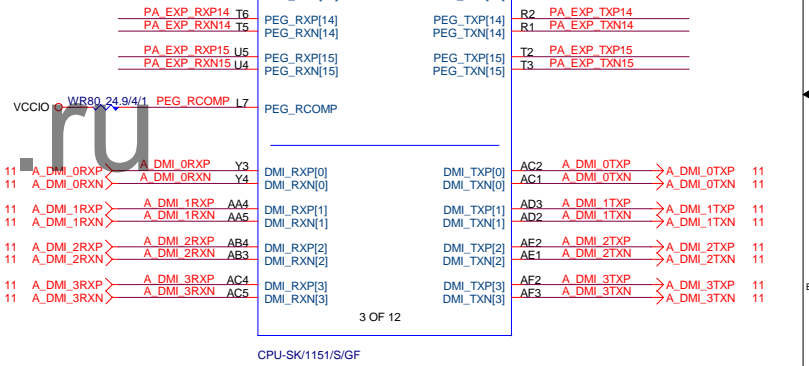 PA_EXP_RXP14 T6 PEG_RXP[14] PEG_TXP[14] R2 PA_EXP_TXP14
PA_EXP_RXN14 T5 PEG_RXN[14] PEG_TXN[14] R1 PA_EXP_TXN14
PA_EXP_RXP15 U5 PEG_RXP[15] PEG_TXP[15] T2 PA_EXP_TXP15
PA_EXP_RXN15 U4 PEG_RXN[15] PEG_TXN[15] T3 PA_EXP_TXN15
VCCIO WR80 24.9/4/1 PEG_RCOMP L7 PEG_RCOMP
.ru
11 A_DMI_0RXP A_DMI_0RXP Y3 DMI_RXP[0] DMI_TXP[0] AC2 A_DMI_0TXP A_DMI_0TXP 11
11 A_DMI_0RXN A_DMI_0RXN Y4 DMI_RXN[0] DMI_TXN[0] AC1 A_DMI_0TXN A_DMI_0TXN 11
11 A_DMI_1RXP A_DMI_1RXP AA4 DMI_RXP[1] DMI_TXP[1] AD3 A_DMI_1TXP A_DMI_1TXP 11
11 A_DMI_1RXN A_DMI_1RXN AA5 DMI_RXN[1] DMI_TXN[1] AD2 A_DMI_1TXN A_DMI_1TXN 11
11 A_DMI_2RXP A_DMI_2RXP AB4 DMI_RXP[2] DMI_TXP[2] AE2 A_DMI_2TXP A_DMI_2TXP 11
11 A_DMI_2RXN A_DMI_2RXN AB3 DMI_RXN[2] DMI_TXN[2] AE1 A_DMI_2TXN A_DMI_2TXN 11
11 A_DMI_3RXP A_DMI_3RXP AC4 DMI_RXP[3] DMI_TXP[3] AF2 A_DMI_3TXP A_DMI_3TXP 11
11 A_DMI_3RXN A_DMI_3RXN AC5 DMI_RXN[3] DMI_TXN[3] AF3 A_DMI_3TXN A_DMI_3TXN 11
3 OF 12
CPU-SK/1151/S/GF